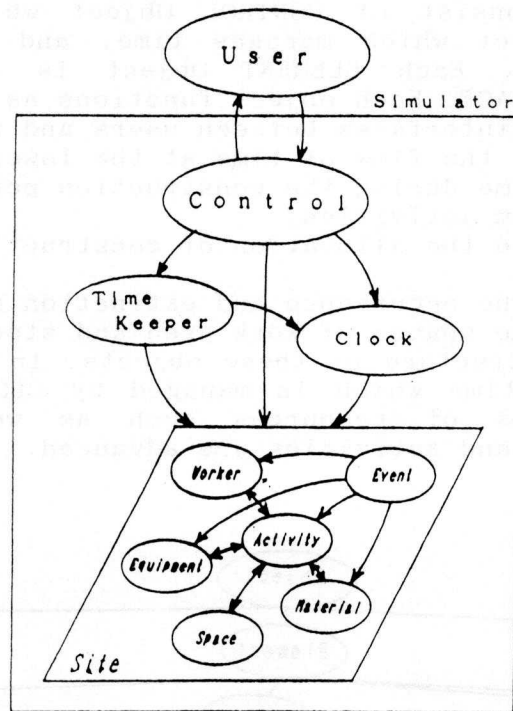 User
Simulator
Control
Time
Keeper
Clock
Worker
Event
Activity
Equipment
Material
Space
Site